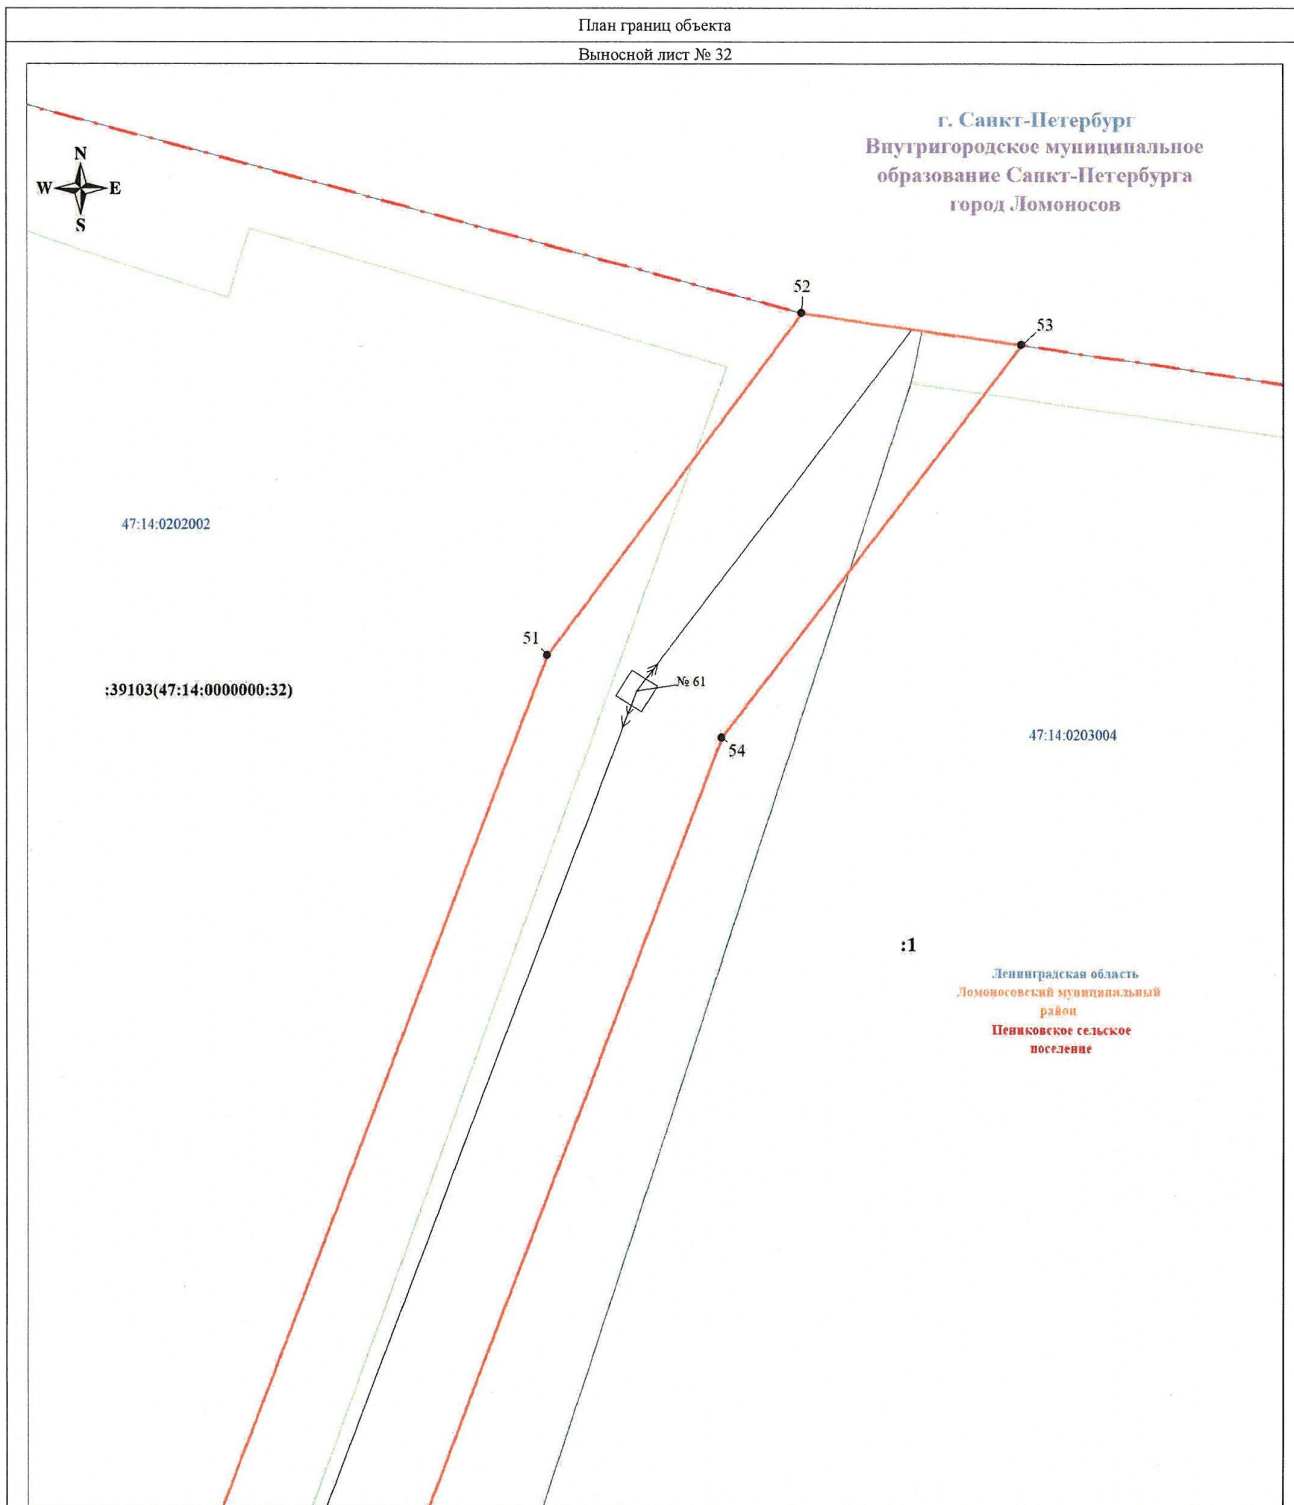 План границ объекта
Выносной лист № 32
г. Санкт-Петербург
Внутригородское муниципальное
образование Санкт-Петербурга
город Ломоносов
N
W E
S
52
53
47:14:0202002
51
:39103(47:14:0000000:32)
№ 61
54
47:14:0203004
:1
Ленинградская область
Ломоносовский муниципальный
район
Пениковское сельское
поселение